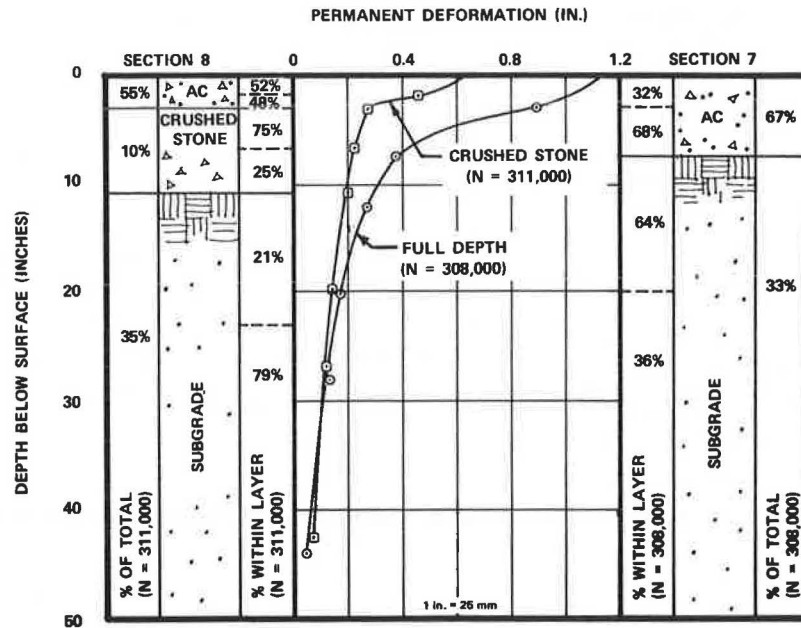 PERMANENT DEFORMATION (IN.)
SECTION 8
0
0.4
0.8
1.2
SECTION 7
0
10
20
30
40
50
DEPTH BELOW SURFACE (INCHES)
55%
10%
35%
% OF TOTAL
(N = 311,000)
AC
CRUSHED
STONE
SUBGRADE
52%
48%
75%
25%
21%
79%
% WITHIN LAYER
(N = 311,000)
CRUSHED STONE
(N = 311,000)
FULL DEPTH
(N = 308,000)
1 in. = 25 mm
32%
68%
64%
36%
% WITHIN LAYER
(N = 308,000)
AC
SUBGRADE
67%
33%
% OF TOTAL
(N = 308,000)